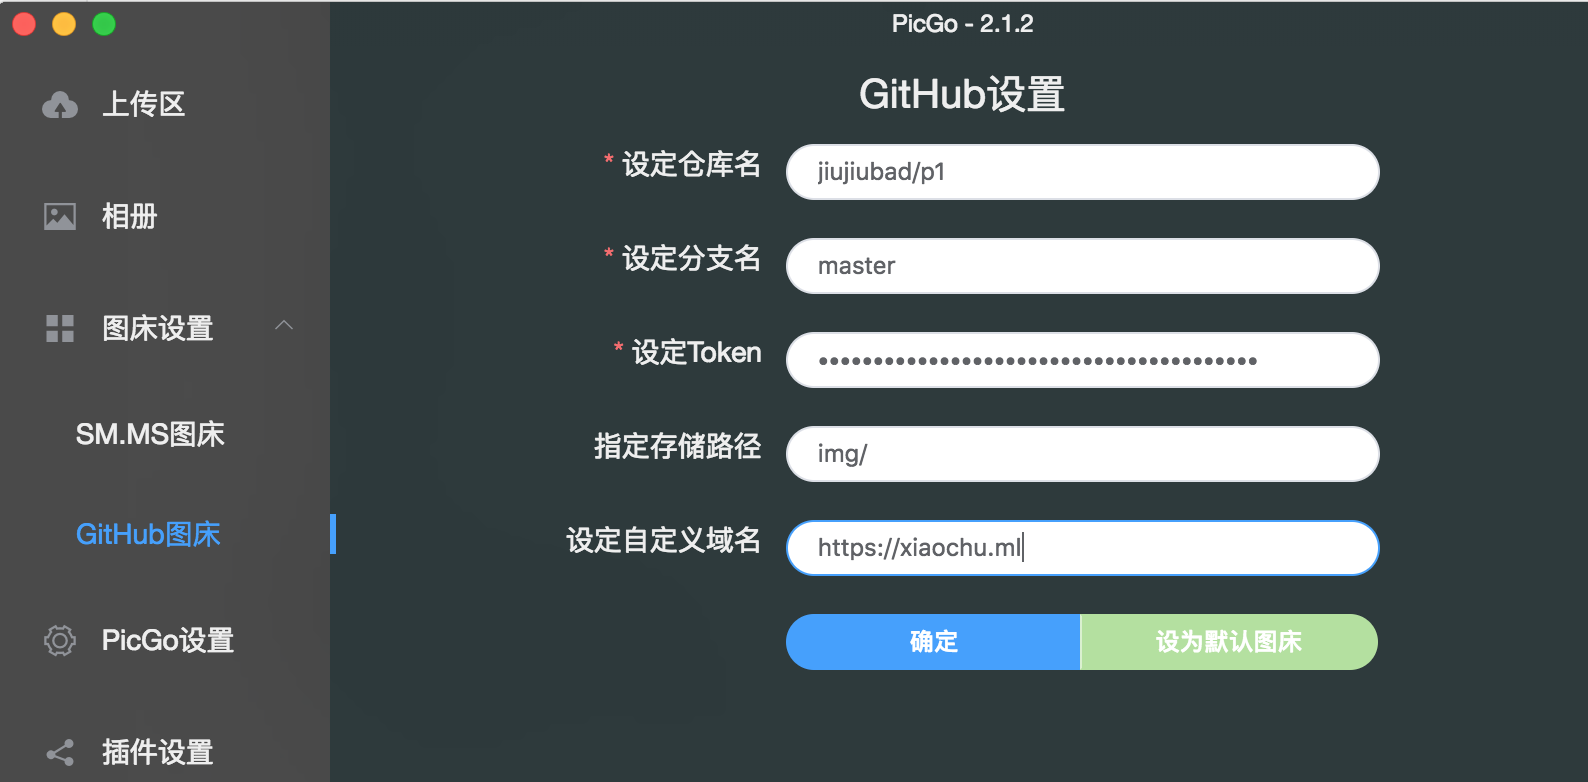 PicGo - 2.1.2
上传区
相册
图床设置
SM.MS图床
GitHub图床
PicGo设置
插件设置
GitHub设置
* 设定仓库名 jiujiubad/p1
* 设定分支名 master
* 设定Token ••••••••••••••••••••••••••••••••••••••••
指定存储路径 img/
设定自定义域名 https://xiaochu.ml
确定 设为默认图床